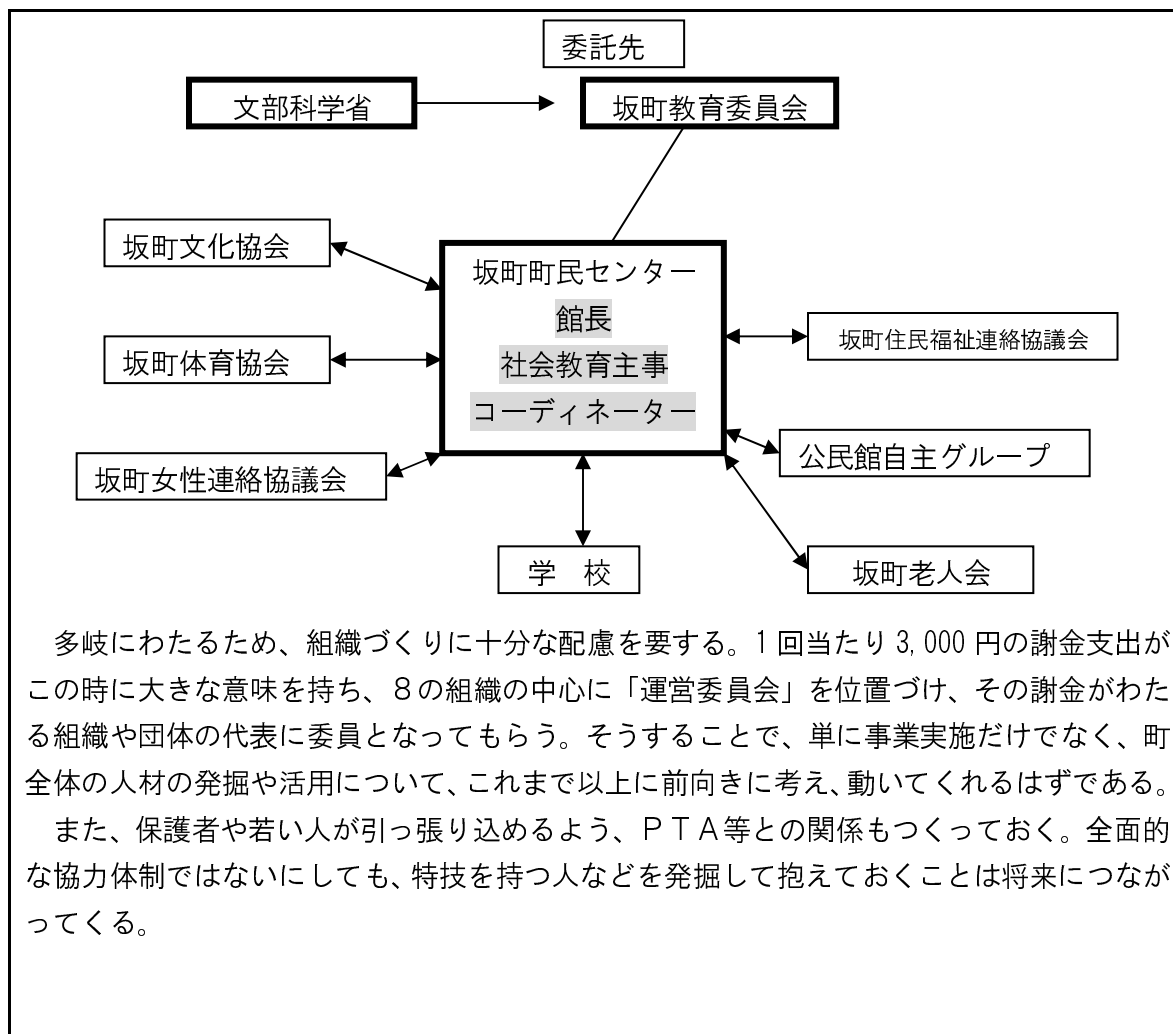 委託先
文部科学省
坂町教育委員会
坂町文化協会
坂町町民センター
館長
社会教育主事
コーディネーター
坂町住民福祉連絡協議会
坂町体育協会
公民館自主グループ
坂町女性連絡協議会
学　校
坂町老人会
多岐にわたるため、組織づくりに十分な配慮を要する。1回当たり3,000円の謝金支出が
この時に大きな意味を持ち、８の組織の中心に「運営委員会」を位置づけ、その謝金がわた
る組織や団体の代表に委員となってもらう。そうすることで、単に事業実施だけでなく、町
全体の人材の発掘や活用について、これまで以上に前向きに考え、動いてくれるはずである。
また、保護者や若い人が引っ張り込めるよう、ＰＴＡ等との関係もつくっておく。全面的
な協力体制ではないにしても、特技を持つ人などを発掘して抱えておくことは将来につなが
ってくる。